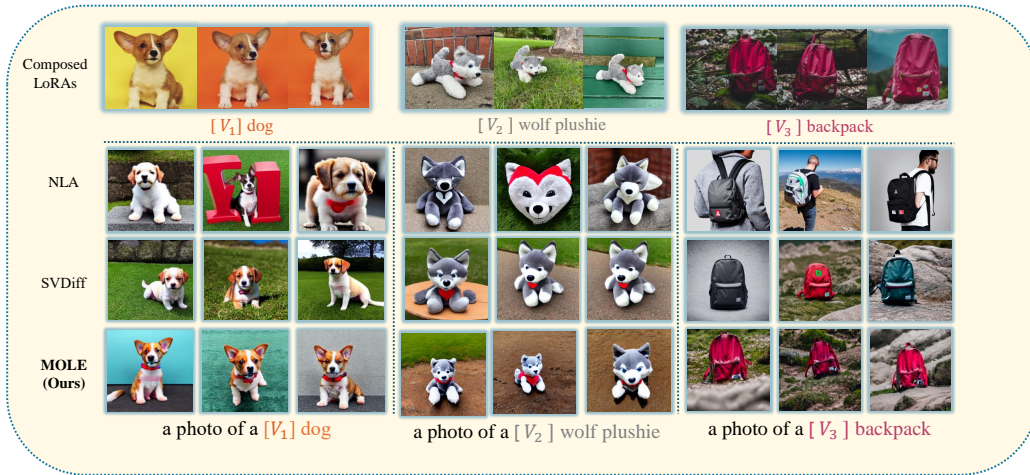 Composed
LoRAs
[V₁] dog
[V₂] wolf plushie
[V₃] backpack
NLA
SVDiff
MOLE
(Ours)
a photo of a [V₁] dog
a photo of a [V₂] wolf plushie
a photo of a [V₃] backpack